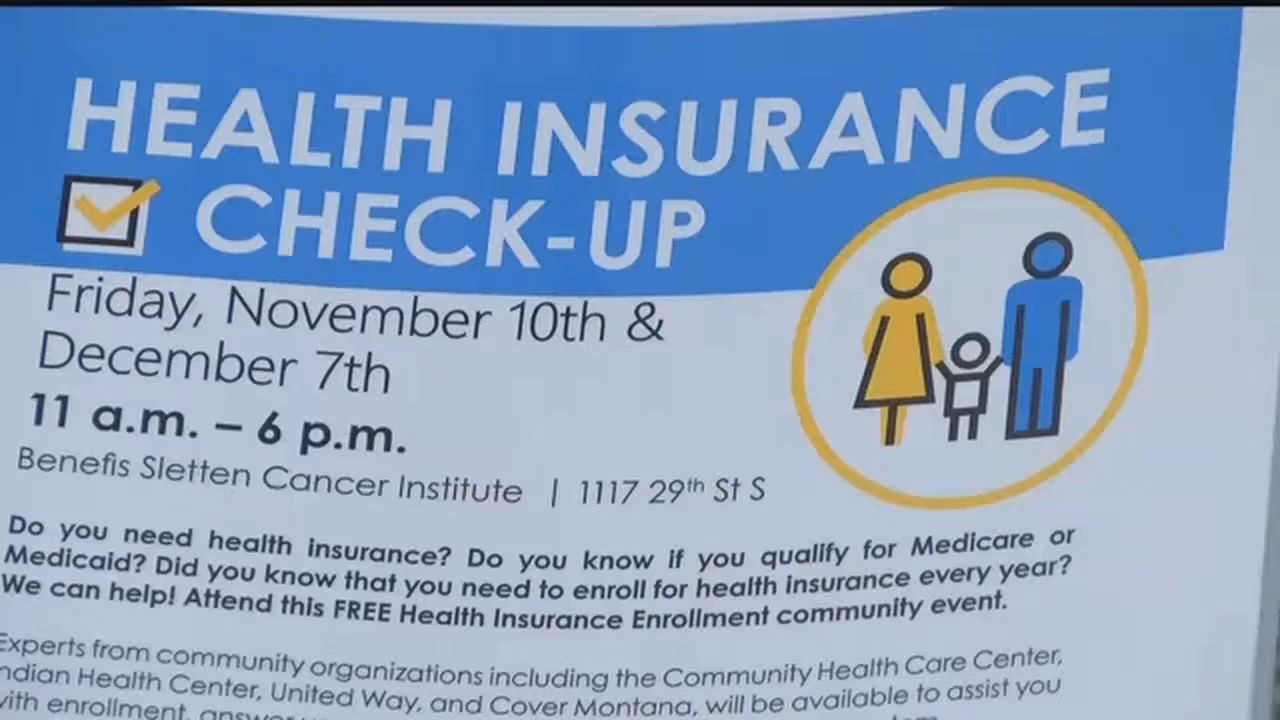 HEALTH INSURANCE
CHECK-UP
Friday, November 10th &
December 7th
11 a.m. – 6 p.m.
Benefis Sletten Cancer Institute | 1117 29th St S
Do you need health insurance? Do you know if you qualify for Medicare or
Medicaid? Did you know that you need to enroll for health insurance every year?
We can help! Attend this FREE Health Insurance Enrollment community event.
Experts from community organizations including the Community Health Care Center,
ndian Health Center, United Way, and Cover Montana, will be available to assist you
with enrollment,